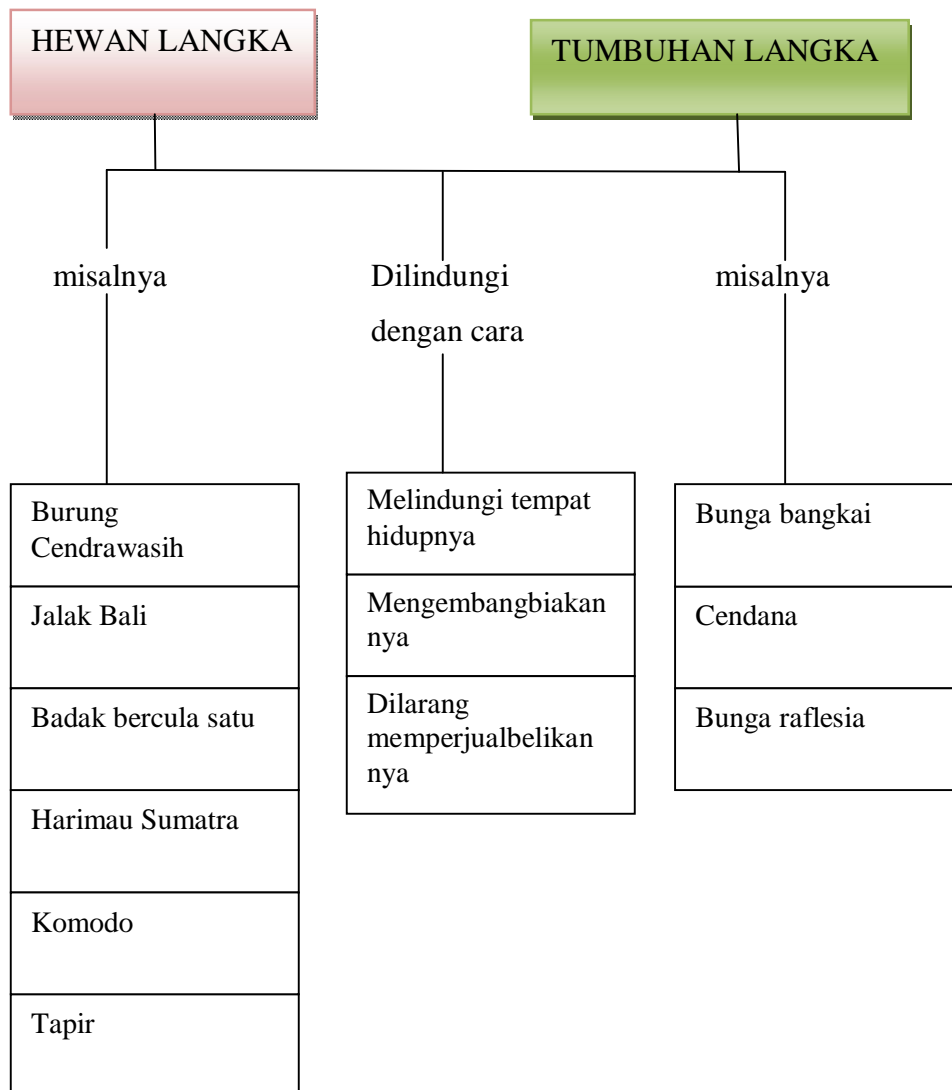 HEWAN LANGKA
TUMBUHAN LANGKA
misalnya
Dilindungi
dengan cara
misalnya
Burung
Cendrawasih
Jalak Bali
Badak bercula satu
Harimau Sumatra
Komodo
Tapir
Melindungi tempat
hidupnya
Mengembangbiakan
nya
Dilarang
memperjualbelikan
nya
Bunga bangkai
Cendana
Bunga raflesia